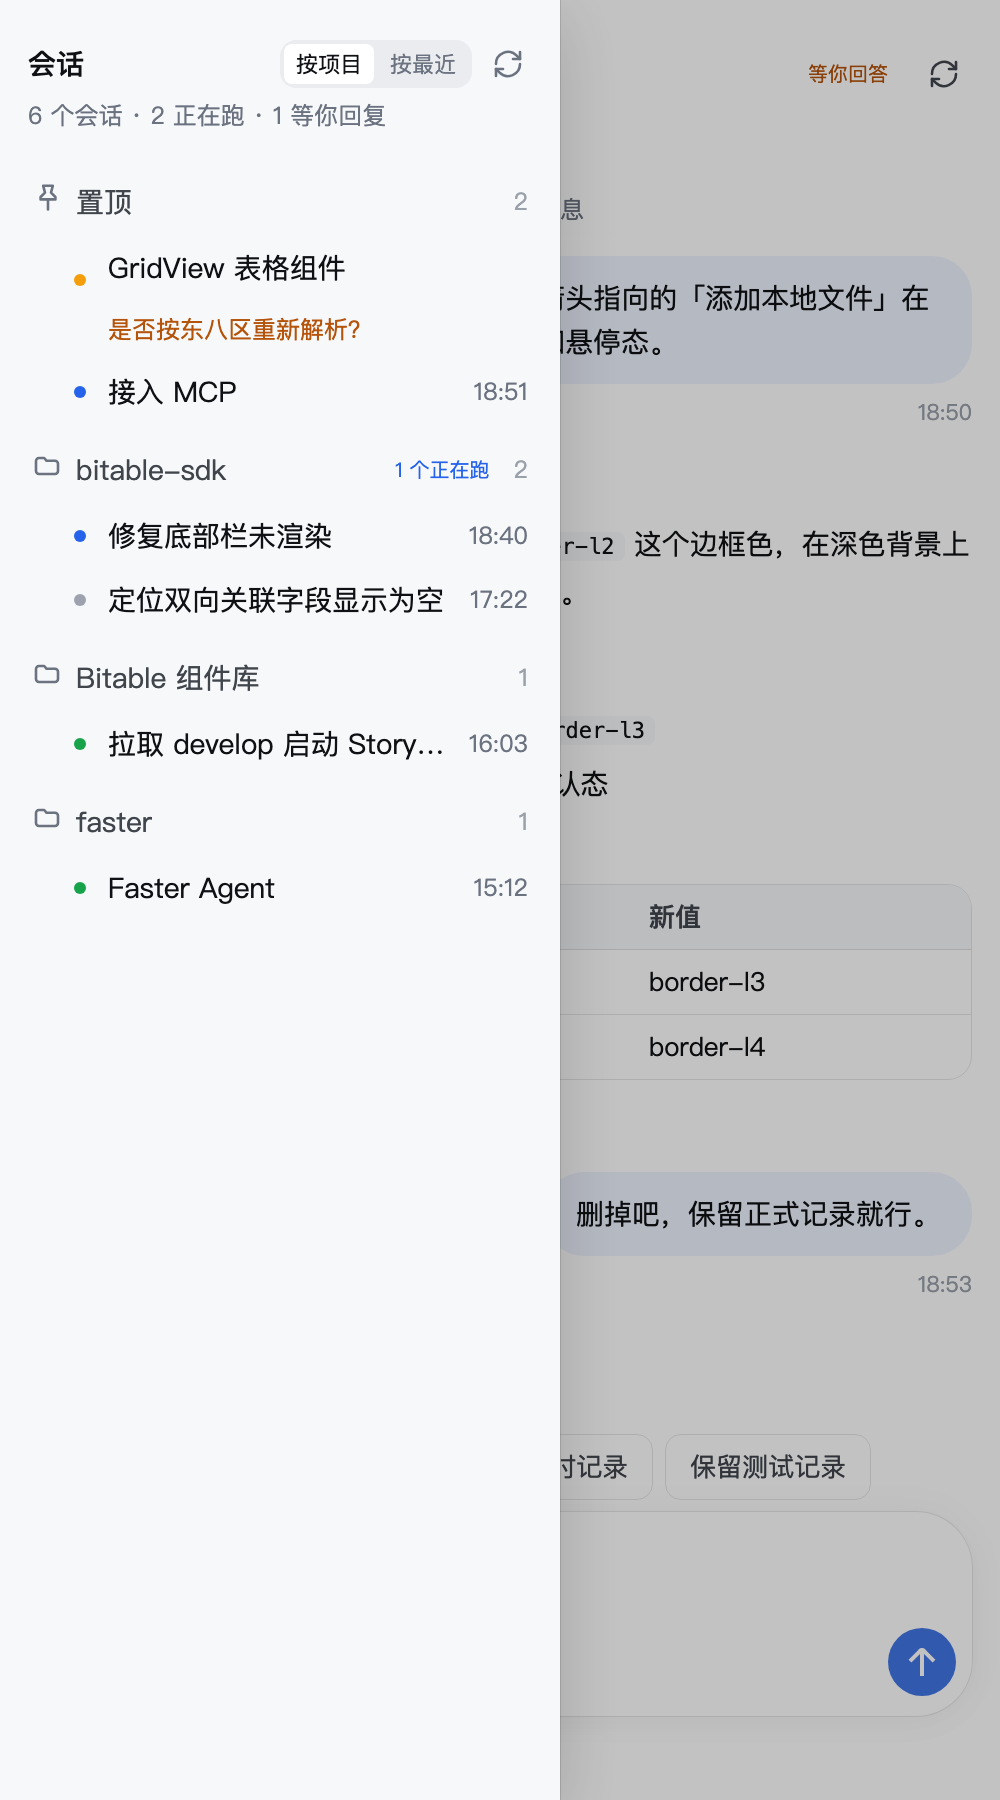 会话
按项目 按最近
6 个会话 · 2 正在跑 · 1 等你回复
置顶 2
GridView 表格组件
是否按东八区重新解析?
接入 MCP 18:51
bitable-sdk 1 个正在跑 2
修复底部栏未渲染 18:40
定位双向关联字段显示为空 17:22
Bitable 组件库 1
拉取 develop 启动 Story... 16:03
faster 1
Faster Agent 15:12
等你回答
息
头指向的「添加本地文件」在
悬停态。
18:50
r-l2 这个边框色，在深色背景上
。
rder-l3
认态
新值
border-l3
border-l4
删掉吧，保留正式记录就行。
18:53
时记录 保留测试记录